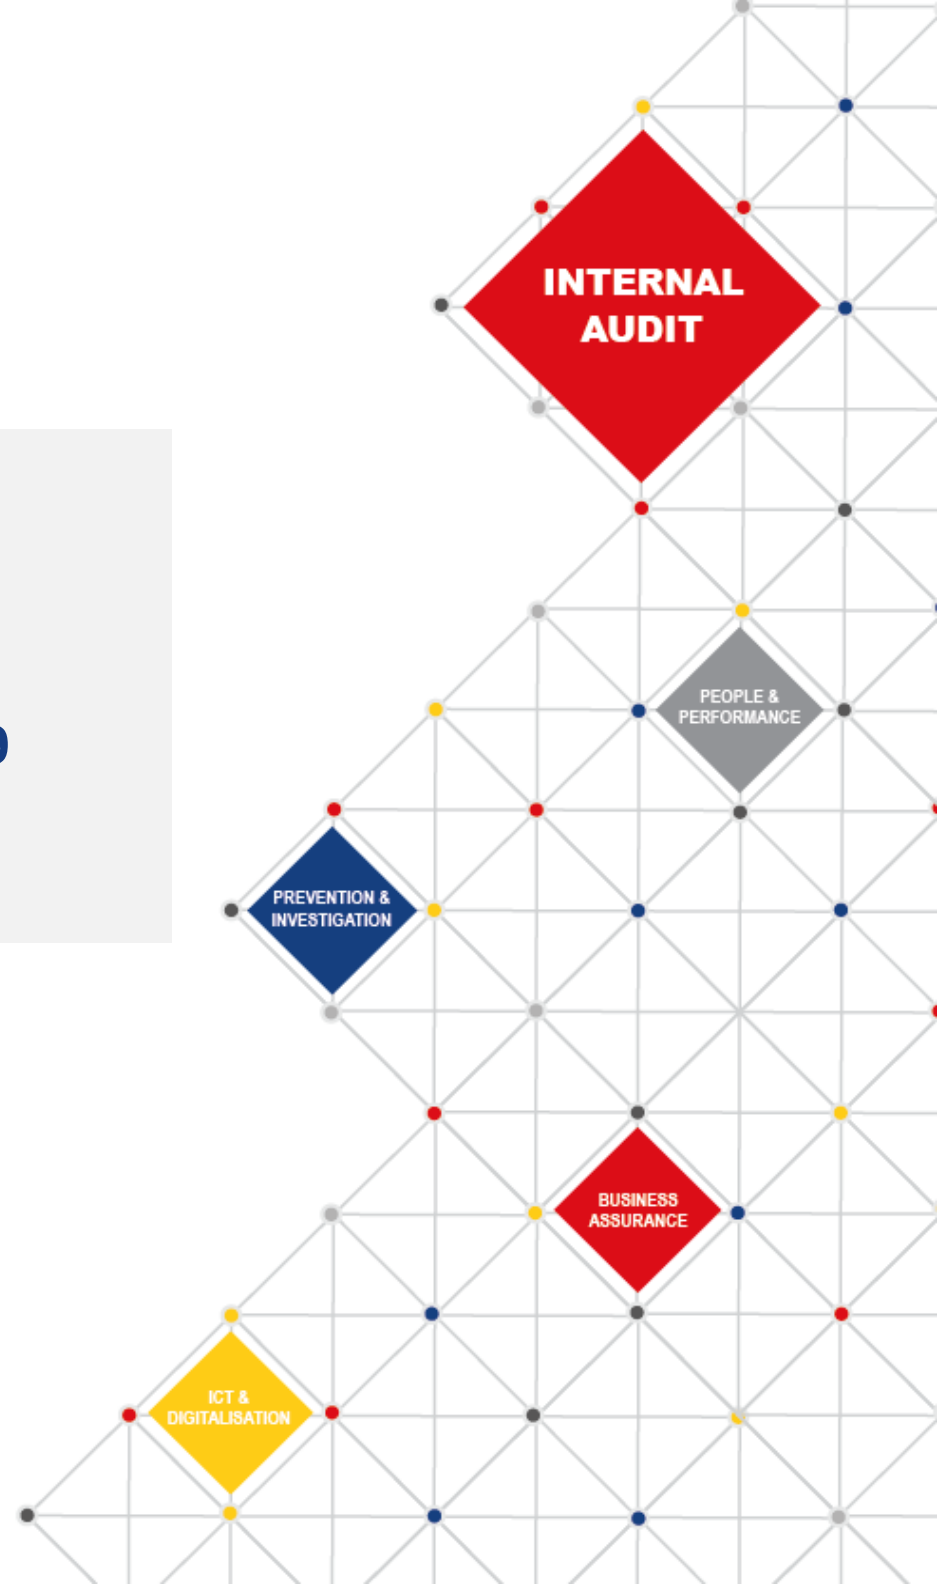 INTERNAL
AUDIT
PEOPLE &
PERFORMANCE
PREVENTION &
INVESTIGATION
BUSINESS
ASSURANCE
ICT &
DIGITALISATION